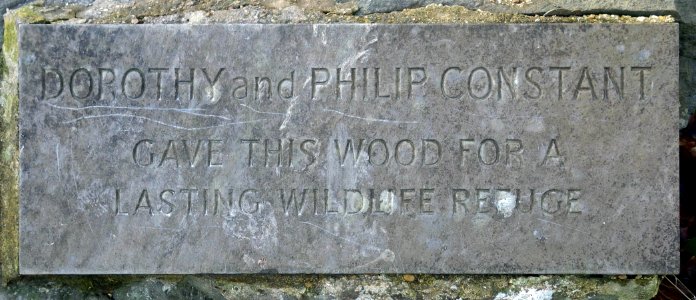 DOROTHY and PHILIP CONSTANT
GAVE THIS WOOD FOR A
LASTING WILDLIFE REFUGE